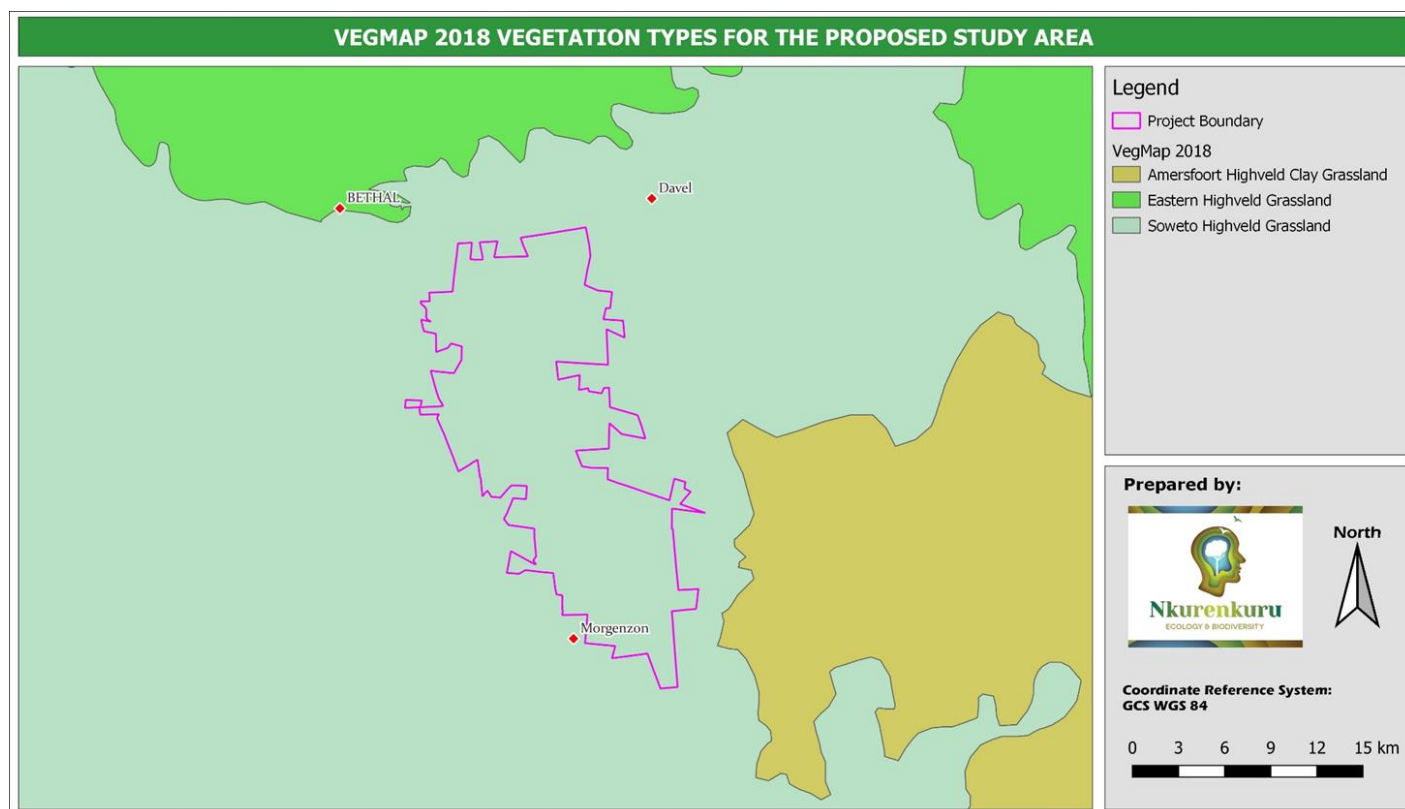 VEGMAP 2018 VEGETATION TYPES FOR THE PROPOSED STUDY AREA
BETHAL
Davel
Morgenzon
Legend
Project Boundary
VegMap 2018
Amersfoort Highveld Clay Grassland
Eastern Highveld Grassland
Soweto Highveld Grassland
Prepared by:
Nkurenkuru
ECOLOGY & BIODIVERSITY
North
Coordinate Reference System:
GCS WGS 84
0 3 6 9 12 15 km